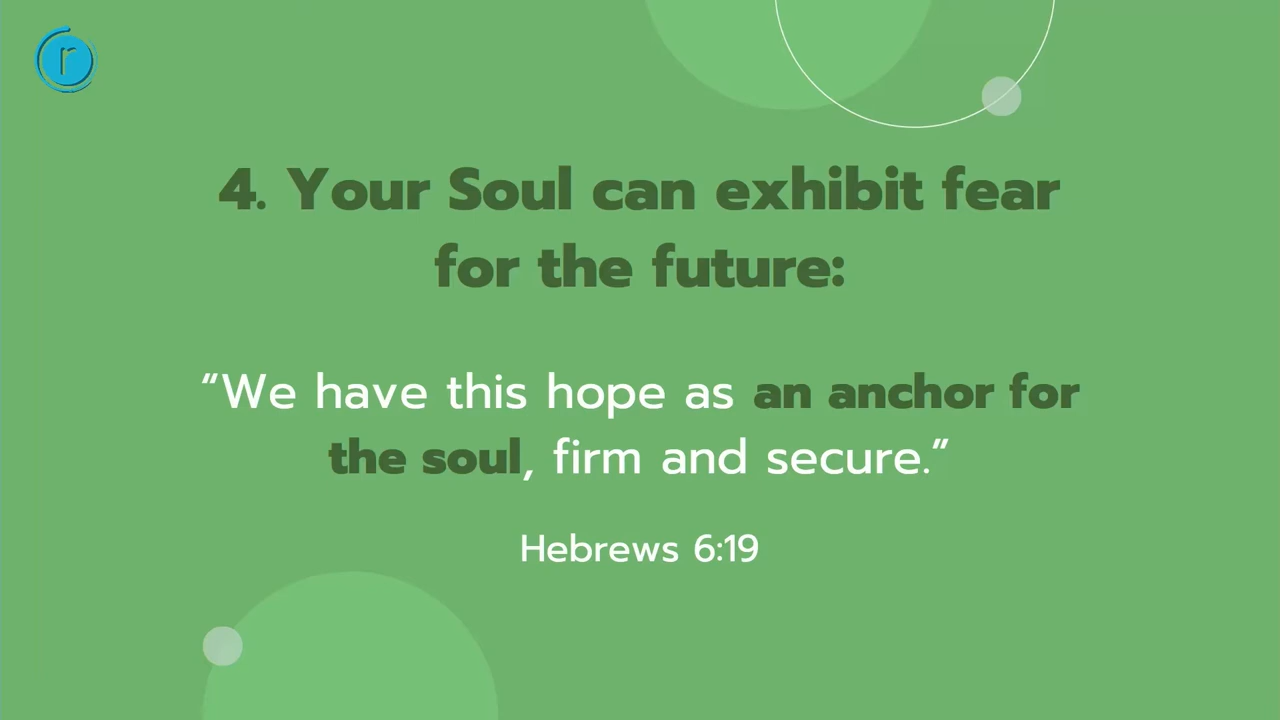 r
4. Your Soul can exhibit fear
for the future:
“We have this hope as an anchor for
the soul, firm and secure.”
Hebrews 6:19